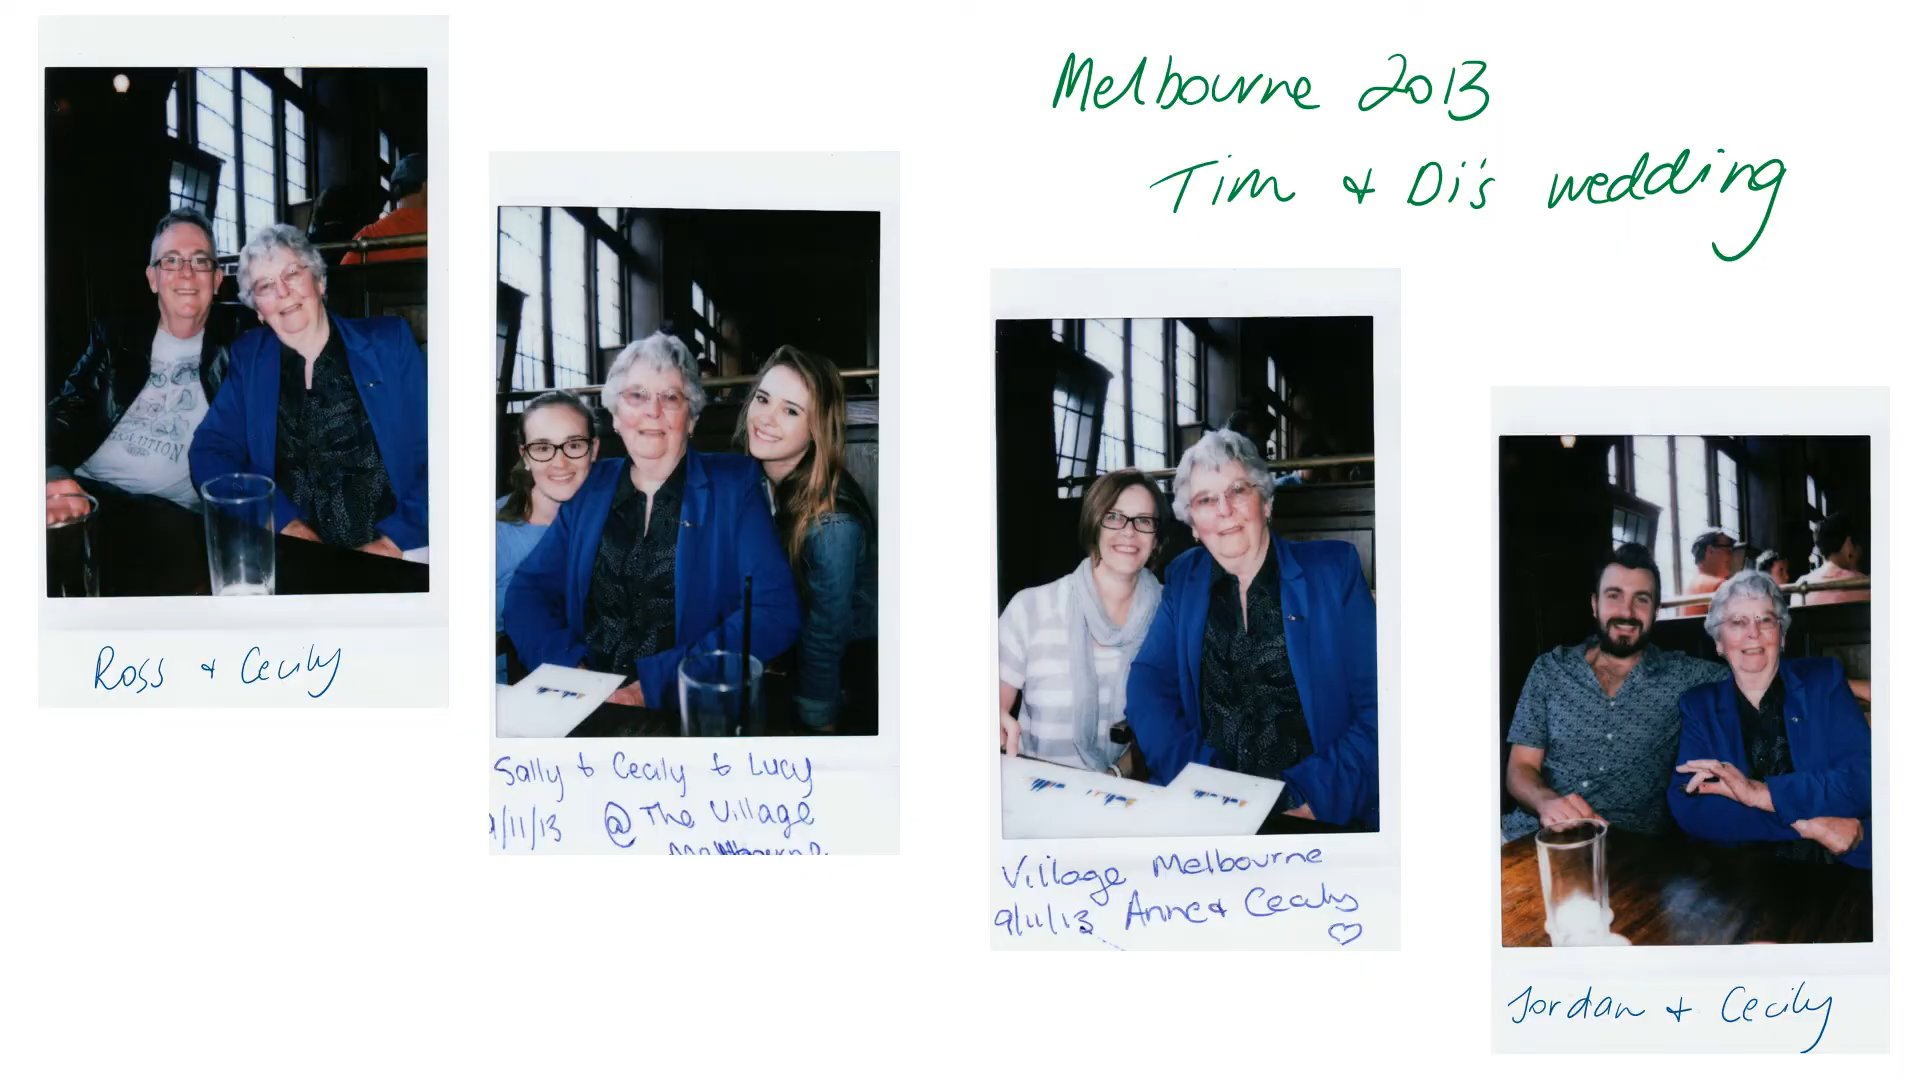 Melbourne 2013
Tim & Di's wedding
Ross & Cecily
Sally & Cecily & Lucy
9/11/13 @ The Village
Village Melbourne
9/11/13 Anne & Cecily
Jordan & Cecily